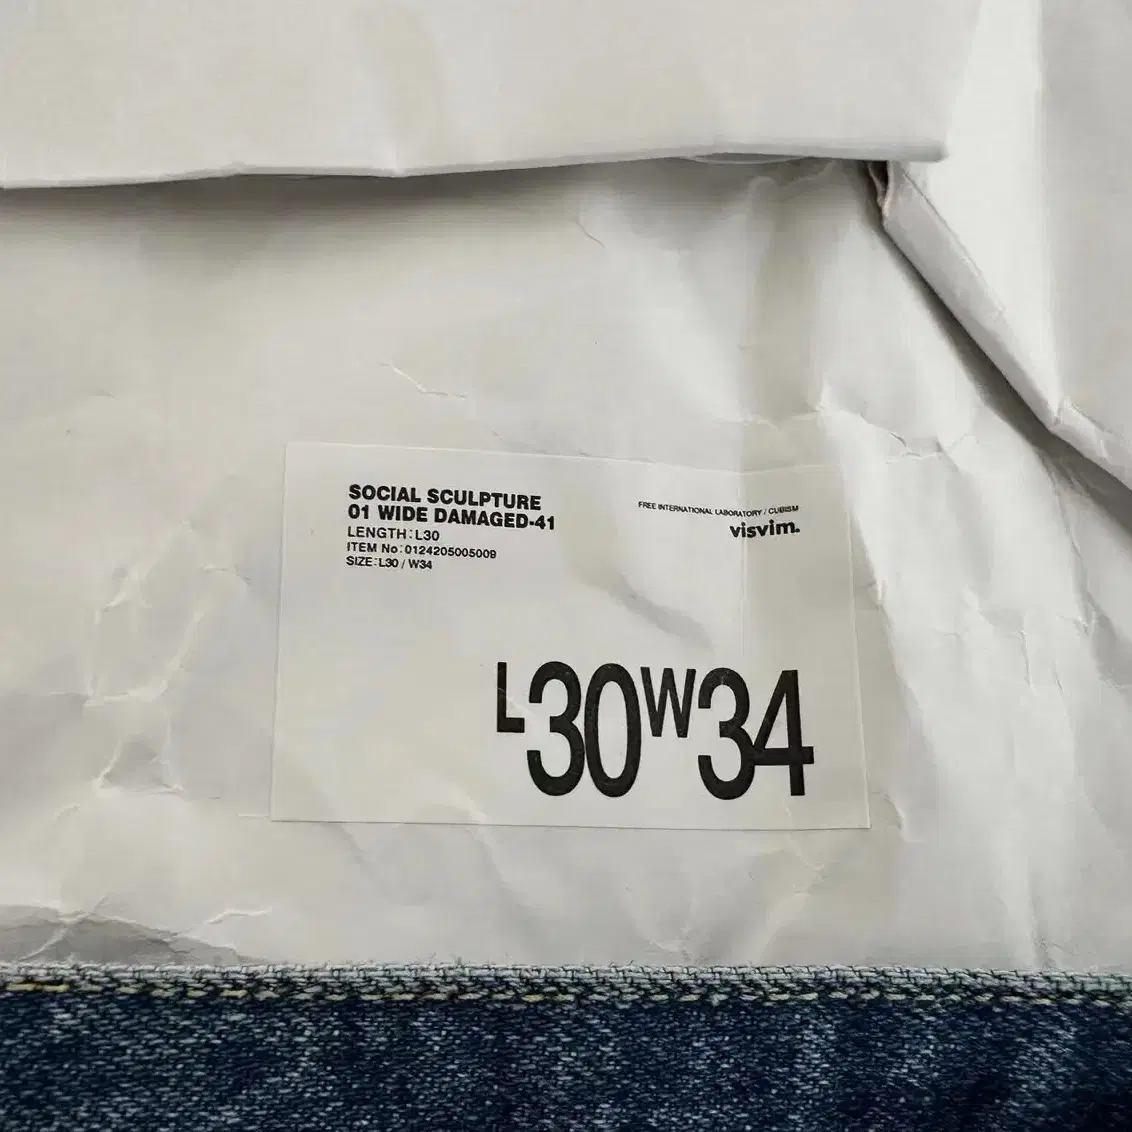 SOCIAL SCULPTURE
01 WIDE DAMAGED-41
LENGTH:L30
ITEM No:0124205005009
SIZE:L30 / W34
FREE INTERNATIONAL LABORATORY / CUBISM
visvim.
L30W34